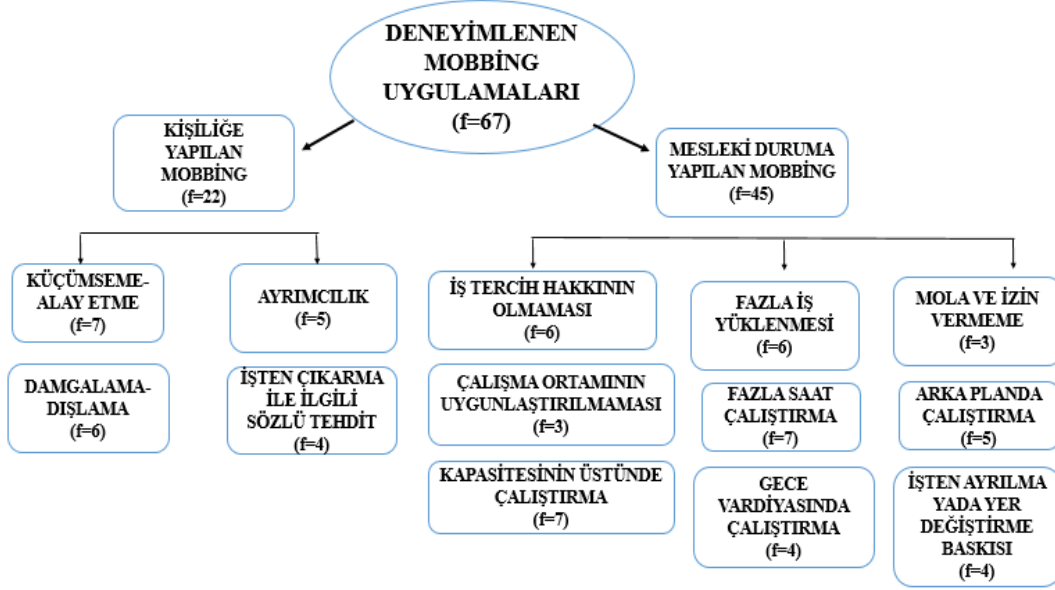 DENEYİMLENEN
MOBBİNG
UYGULAMALARI
(f=67)
KİŞİLİĞE
YAPILAN
MOBBİNG
(f=22)
MESLEKİ DURUMA
YAPILAN MOBBİNG
(f=45)
KÜÇÜMSEME-
ALAY ETME
(f=7)
AYRIMCILIK
(f=5)
İŞ TERCİH HAKKININ
OLMAMASI
(f=6)
FAZLA İŞ
YÜKLENMESİ
(f=6)
MOLA VE İZİN
VERMEME
(f=3)
DAMGALAMA-
DIŞLAMA
(f=6)
İŞTEN ÇIKARMA
İLE İLGİLİ
SÖZLÜ TEHDİT
(f=4)
ÇALIŞMA ORTAMININ
UYGUNLAŞTIRILMAMASI
(f=3)
FAZLA SAAT
ÇALIŞTIRMA
(f=7)
ARKA PLANDA
ÇALIŞTIRMA
(f=5)
KAPASİTESİNİN ÜSTÜNDE
ÇALIŞTIRMA
(f=7)
GECE
VARDİYASINDA
ÇALIŞTIRMA
(f=4)
İŞTEN AYRILMA
YADA YER
DEĞİŞTİRME
BASKISI
(f=4)